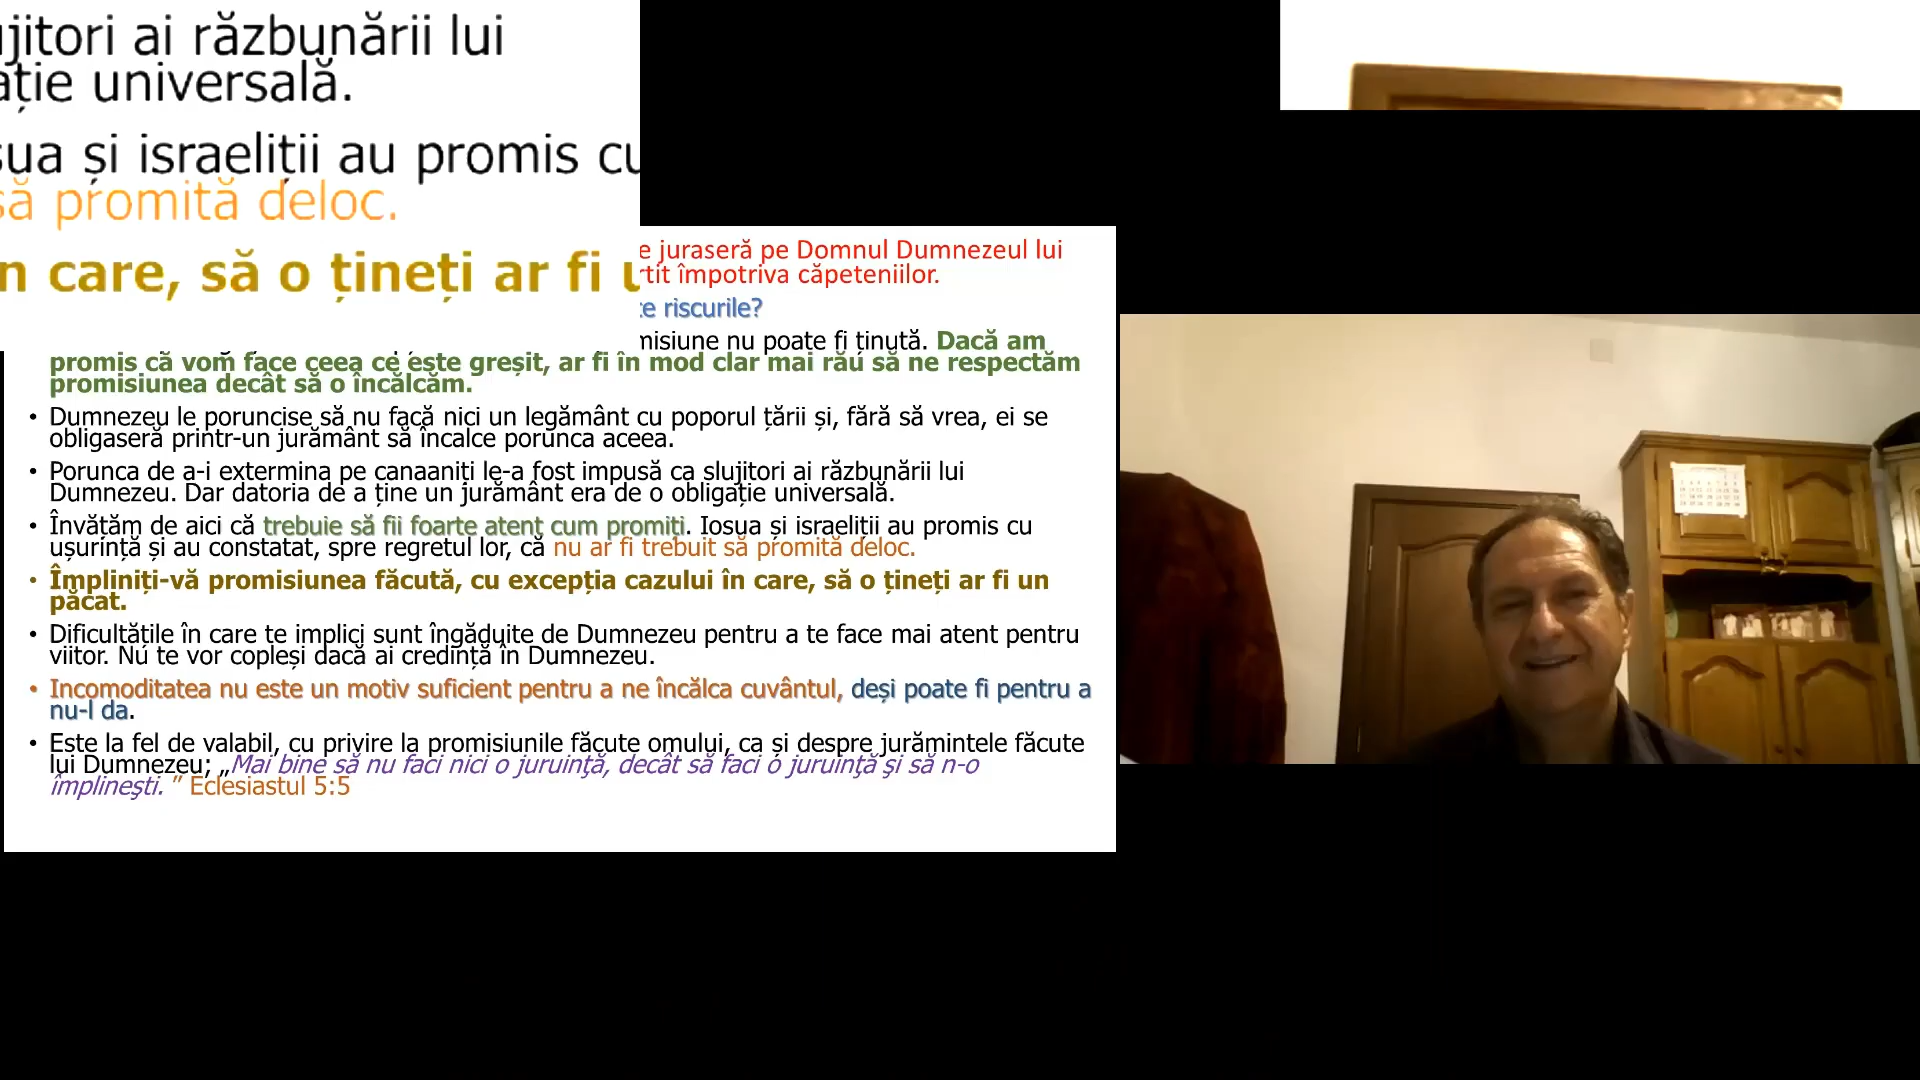 ujitori ai răzbunării lui
ație universală.
sua și israeliții au promis cu
să promită deloc.
n care, să o țineți ar fi u
e juraseră pe Domnul Dumnezeul lui
rtit împotriva căpeteniilor.
te riscurile?
misiune nu poate fi ținută. Dacă am
promis că vom face ceea ce este greșit, ar fi în mod clar mai rău să ne respectăm
promisiunea decât să o încălcăm.
• Dumnezeu le poruncise să nu facă nici un legământ cu poporul țării și, fără să vrea, ei se
obligaseră printr-un jurământ să încalce porunca aceea.
• Porunca de a-i extermina pe canaaniți le-a fost impusă ca slujitori ai răzbunării lui
Dumnezeu. Dar datoria de a ține un jurământ era de o obligație universală.
• Învățăm de aici că trebuie să fii foarte atent cum promiți. Iosua și israeliții au promis cu
ușurință și au constatat, spre regretul lor, că nu ar fi trebuit să promită deloc.
• Împliniți-vă promisiunea făcută, cu excepția cazului în care, să o țineți ar fi un
păcat.
• Dificultățile în care te implici sunt îngăduite de Dumnezeu pentru a te face mai atent pentru
viitor. Nu te vor copleși dacă ai credință în Dumnezeu.
• Incomoditatea nu este un motiv suficient pentru a ne încălca cuvântul, deși poate fi pentru a
nu-l da.
• Este la fel de valabil, cu privire la promisiunile făcute omului, ca și despre jurămintele făcute
lui Dumnezeu; „Mai bine să nu faci nici o juruinţă, decât să faci o juruinţă şi să n-o
împlineşti. ” Eclesiastul 5:5